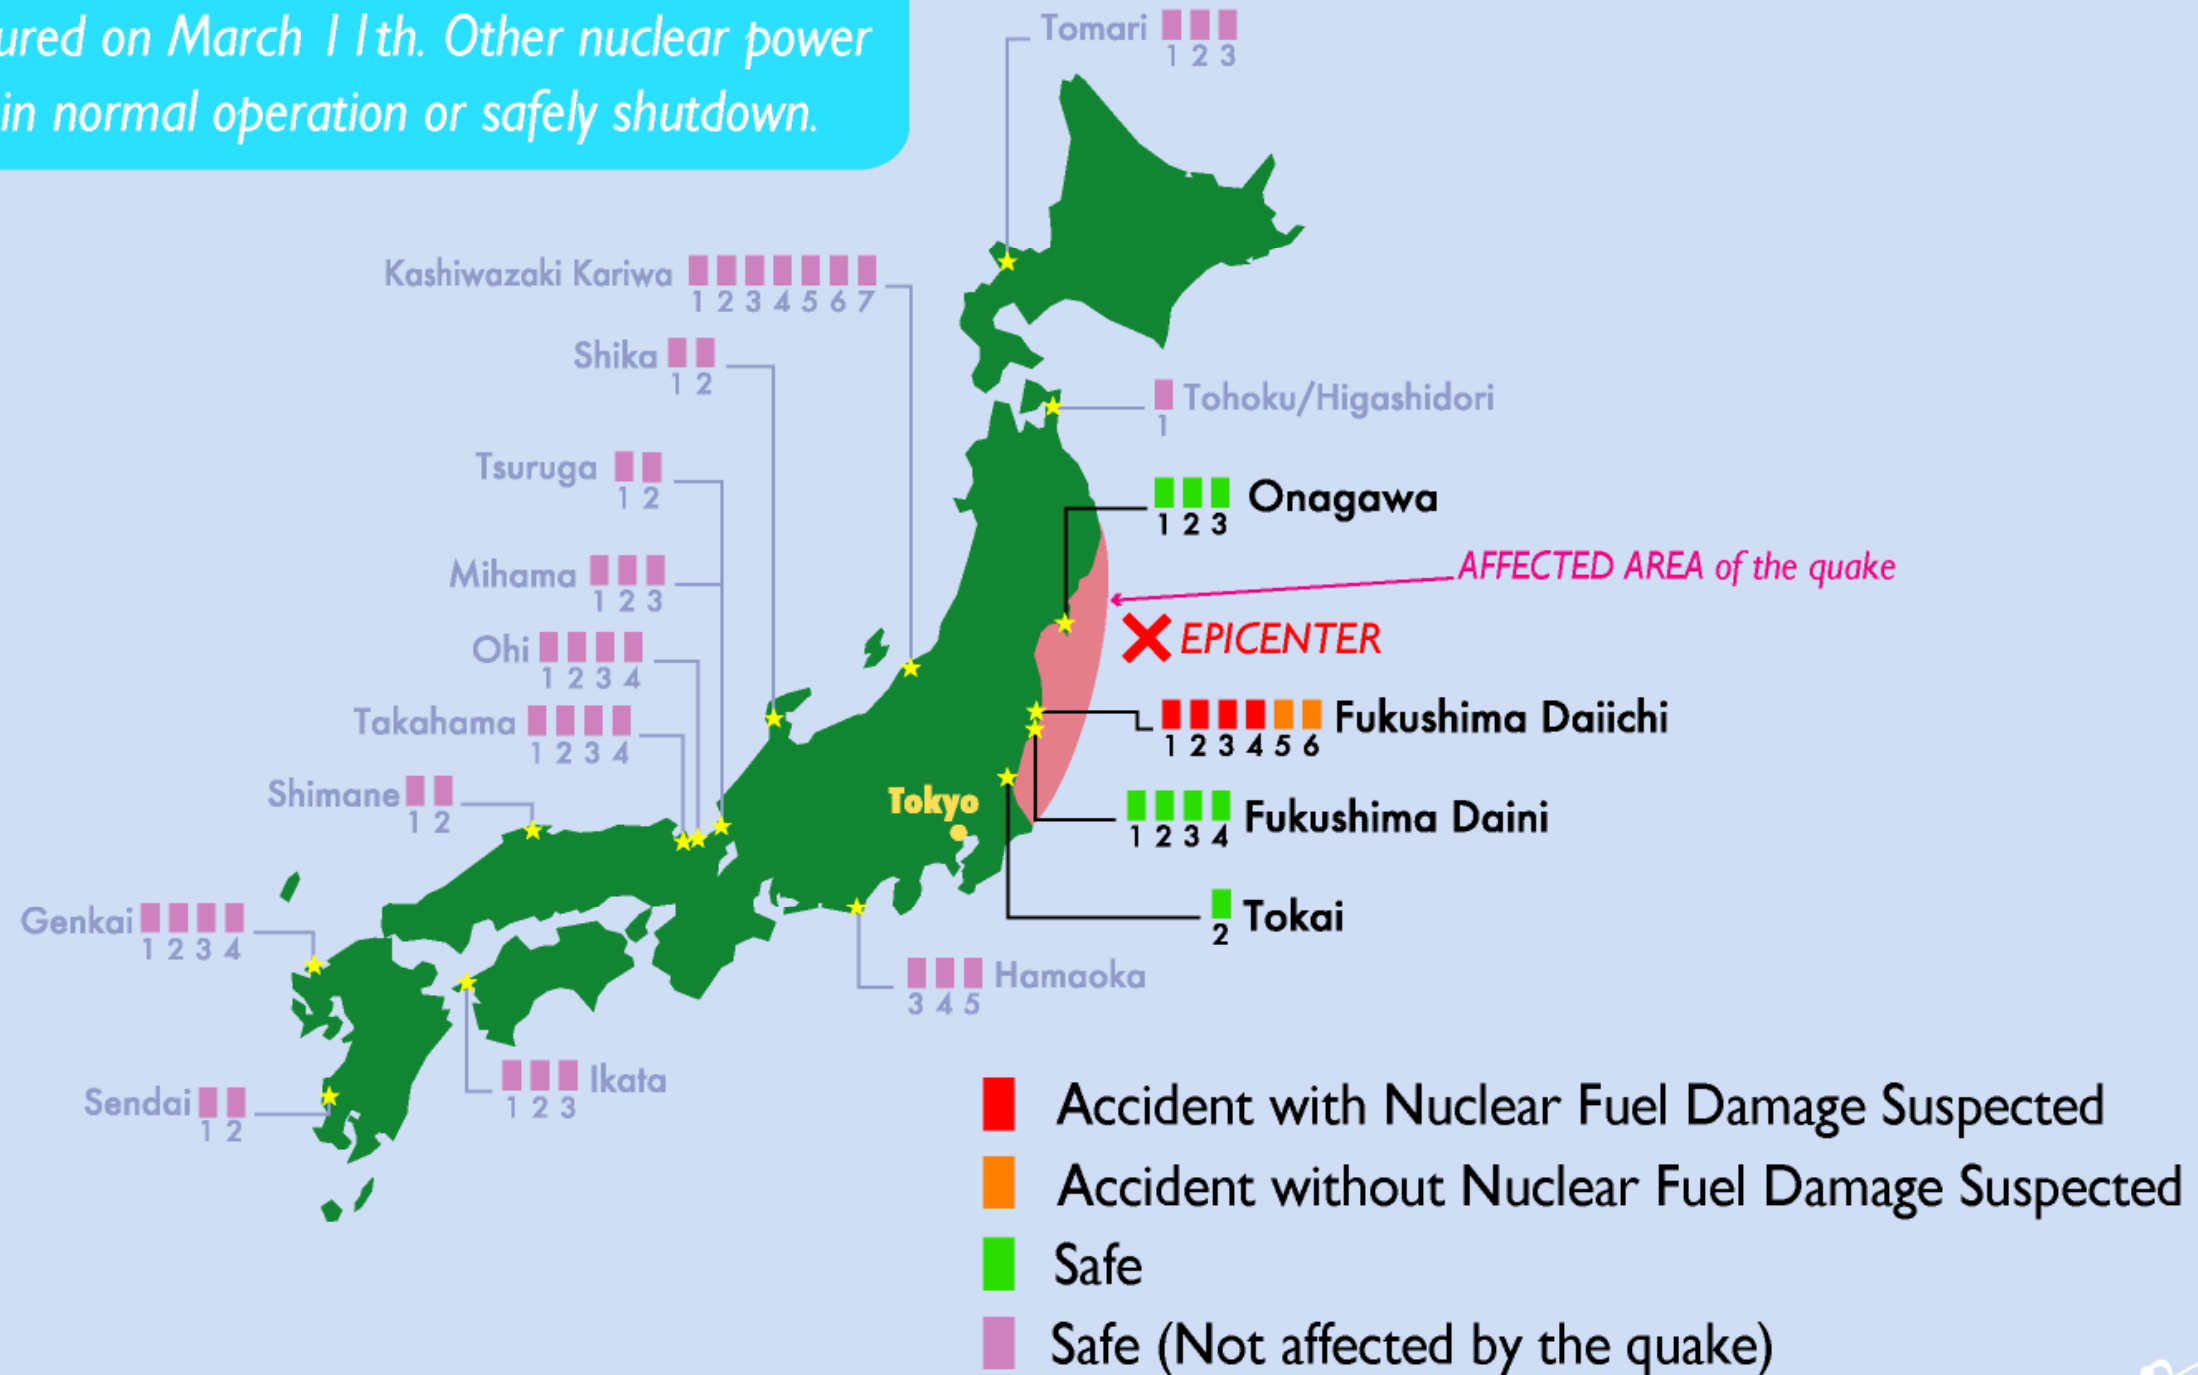 ured on March 11th. Other nuclear power
in normal operation or safely shutdown.
Tomari
1 2 3
Kashiwazaki Kariwa
1 2 3 4 5 6 7
Shika
1 2
Tohoku/Higashidori
1
Tsuruga
1 2
Onagawa
1 2 3
Mihama
1 2 3
AFFECTED AREA of the quake
EPICENTER
Ohi
1 2 3 4
Takahama
1 2 3 4
Fukushima Daiichi
1 2 3 4 5 6
Shimane
1 2
Tokyo
Fukushima Daini
1 2 3 4
Genkai
1 2 3 4
Tokai
2
Hamaoka
3 4 5
Ikata
1 2 3
Sendai
1 2
Accident with Nuclear Fuel Damage Suspected
Accident without Nuclear Fuel Damage Suspected
Safe
Safe (Not affected by the quake)